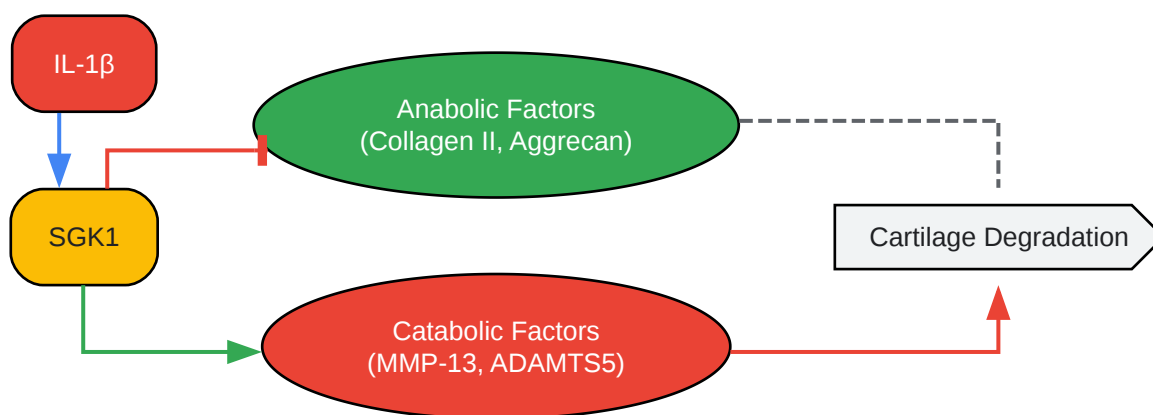 IL-1β
Anabolic Factors
(Collagen II, Aggrecan)
SGK1
Cartilage Degradation
Catabolic Factors
(MMP-13, ADAMTS5)